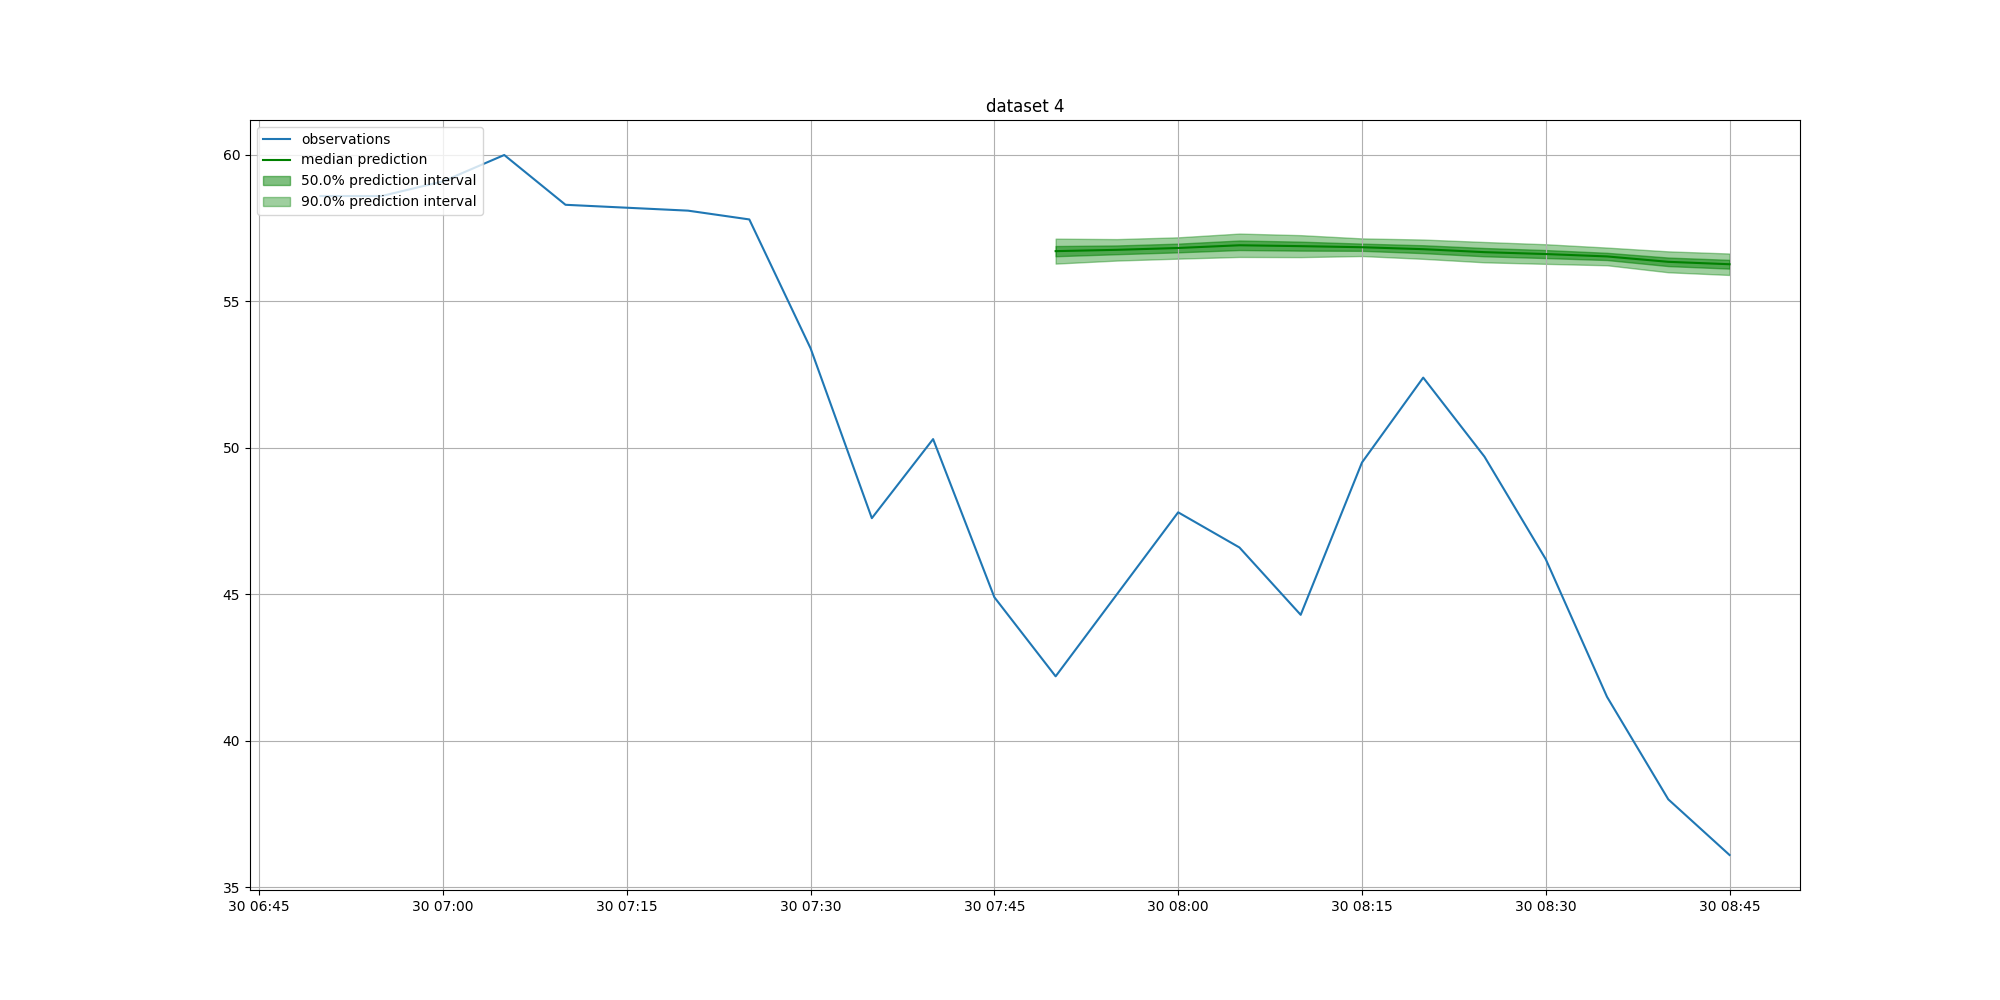 dataset 4
observations
median prediction
50.0% prediction interval
90.0% prediction interval
60
55
50
45
40
35
30 06:45 30 07:00 30 07:15 30 07:30 30 07:45 30 08:00 30 08:15 30 08:30 30 08:45